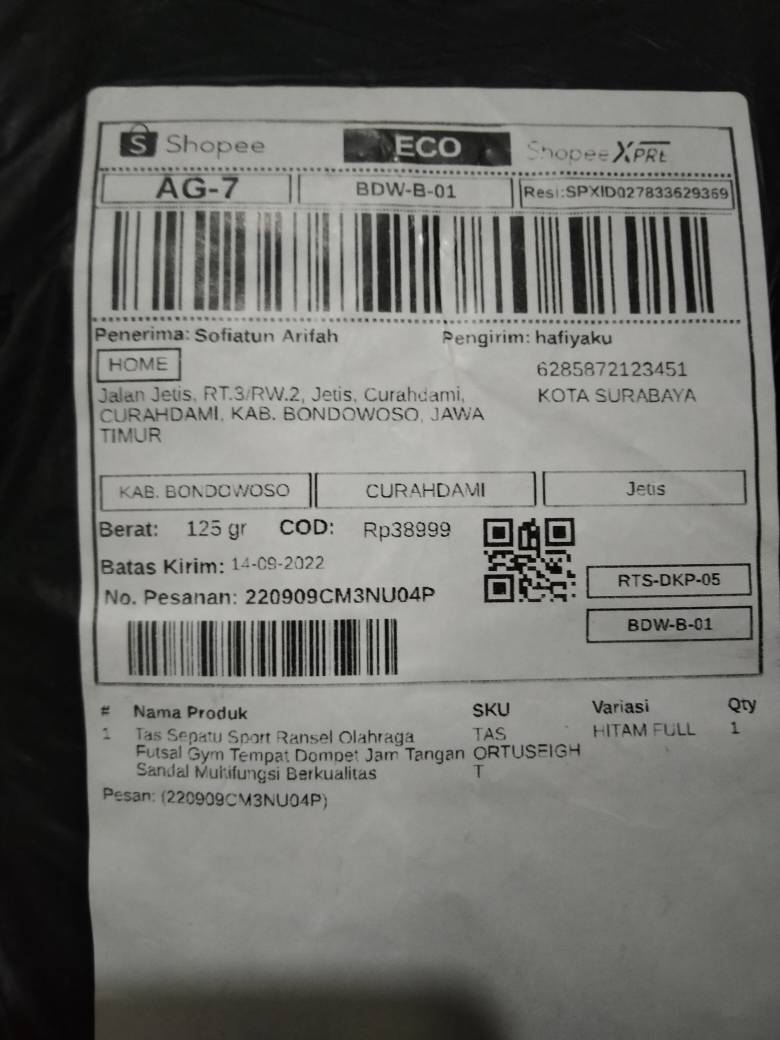 Shopee ECO Shopee XPRE
AG-7 BDW-B-01 Resi:SPXID027833629369
Penerima: Sofiatun Arifah Pengirim: hafiyaku
HOME 6285872123451
Jalan Jetis, RT.3/RW.2, Jetis, Curahdami, KOTA SURABAYA
CURAHDAMI, KAB. BONDOWOSO, JAWA
TIMUR
KAB. BONDOWOSO CURAHDAMI Jetis
Berat: 125 gr COD: Rp38999
Batas Kirim: 14-09-2022 RTS-DKP-05
No. Pesanan: 220909CM3NU04P
BDW-B-01
# Nama Produk SKU Variasi Qty
1 Tas Sepatu Sport Ransel Olahraga TAS HITAM FULL 1
Futsal Gym Tempat Dompet Jam Tangan ORTUSEIGH
Sandal Multifungsi Berkualitas T
Pesan: (220909CM3NU04P)